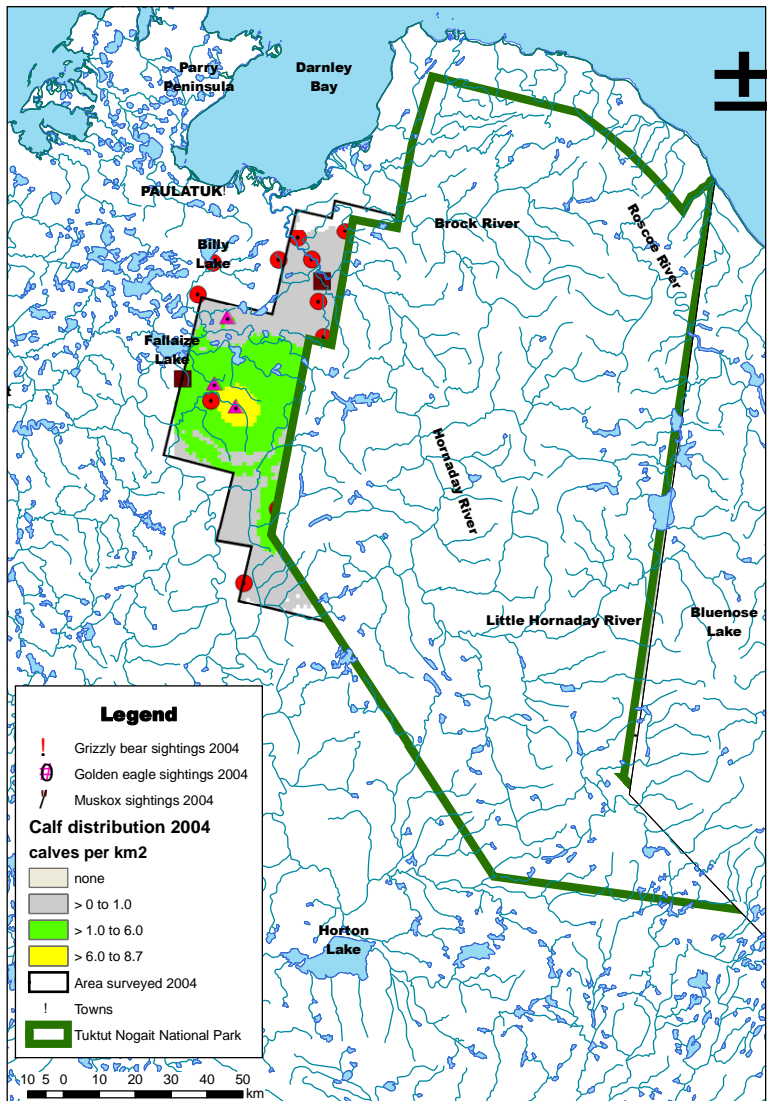 Parry
Peninsula
Darnley
Bay
PAULATUK
Billy
Lake
Brock River
Roscoe River
Fallaize
Lake
Hornaday River
Little Hornaday River
Bluenose
Lake
Horton
Lake
Legend
! Grizzly bear sightings 2004
Golden eagle sightings 2004
Muskox sightings 2004
Calf distribution 2004
calves per km2
none
> 0 to 1.0
> 1.0 to 6.0
> 6.0 to 8.7
Area surveyed 2004
! Towns
Tuktut Nogait National Park
10 5 0 10 20 30 40 50
km